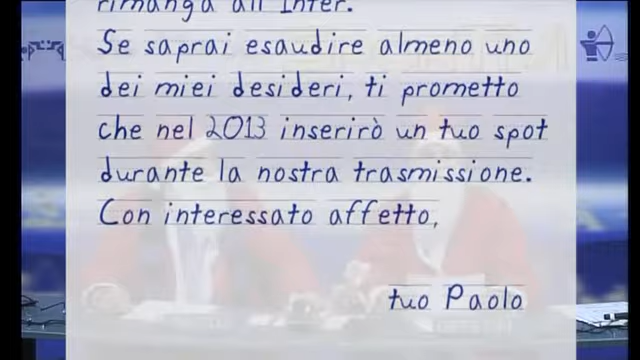 rimanga all'Inter.
Se saprai esaudire almeno uno
dei miei desideri, ti prometto
che nel 2013 inserirò un tuo spot
durante la nostra trasmissione.
Con interessato affetto,
tuo Paolo